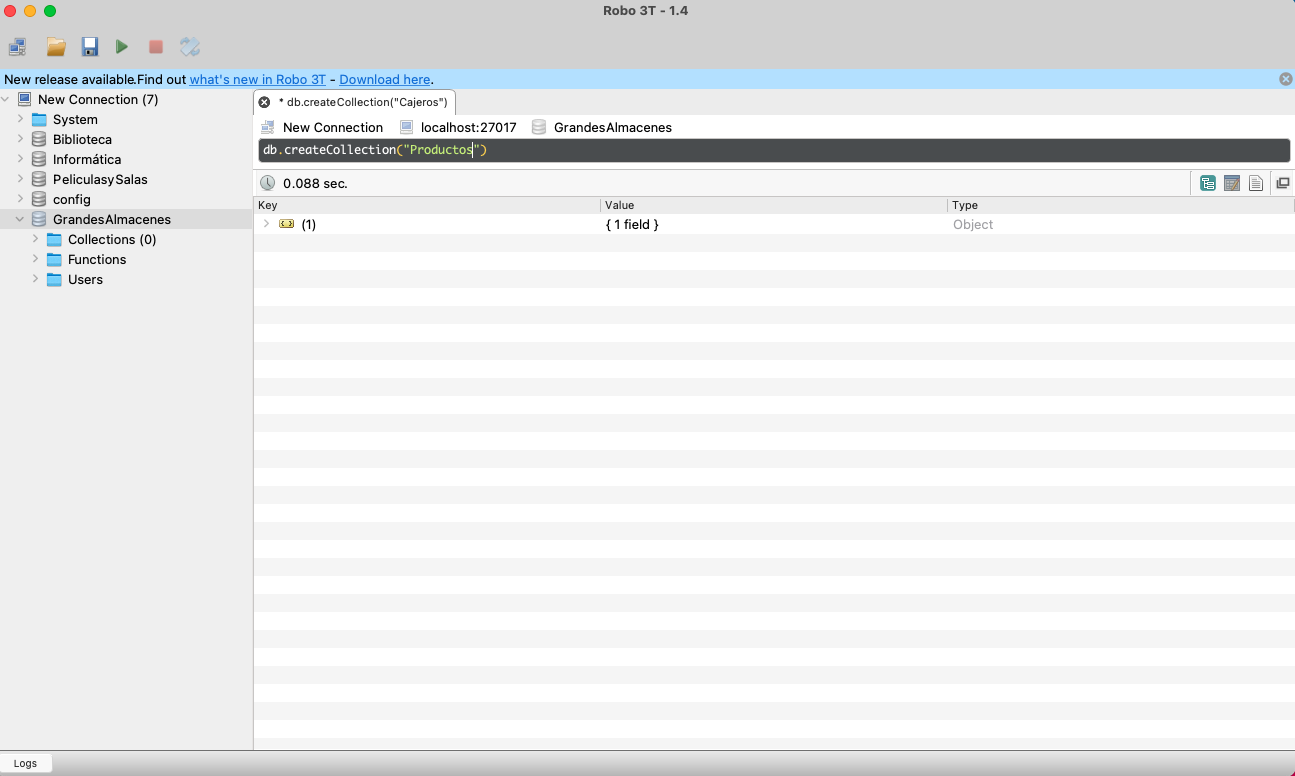 Robo 3T - 1.4
New release available.Find out what's new in Robo 3T - Download here.
New Connection (7)
System
Biblioteca
Informática
PeliculasySalas
config
GrandesAlmacenes
Collections (0)
Functions
Users
* db.createCollection("Cajeros")
New Connection localhost:27017 GrandesAlmacenes
db.createCollection("Productos")
0.088 sec.
Key Value Type
(1) { 1 field } Object
Logs